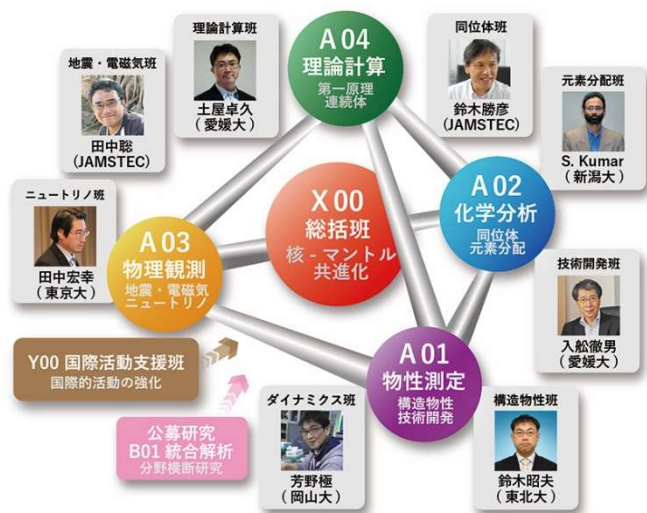 理論計算班
土屋卓久
(愛媛大)
A04
理論計算
第一原理
連続体
同位体班
鈴木勝彦
(JAMSTEC)
地震・電磁気班
田中聡
(JAMSTEC)
元素分配班
S. Kumar
(新潟大)
X00
総括班
核 - マントル
共進化
A02
化学分析
同位体
元素分配
ニュートリノ班
田中宏幸
(東京大)
A03
物理観測
地震・電磁気
ニュートリノ
技術開発班
入舩徹男
(愛媛大)
Y00 国際活動支援班
国際的活動の強化
A01
物性測定
構造物性
技術開発
公募研究
B01 統合解析
分野横断研究
ダイナミクス班
芳野極
(岡山大)
構造物性班
鈴木昭夫
(東北大)